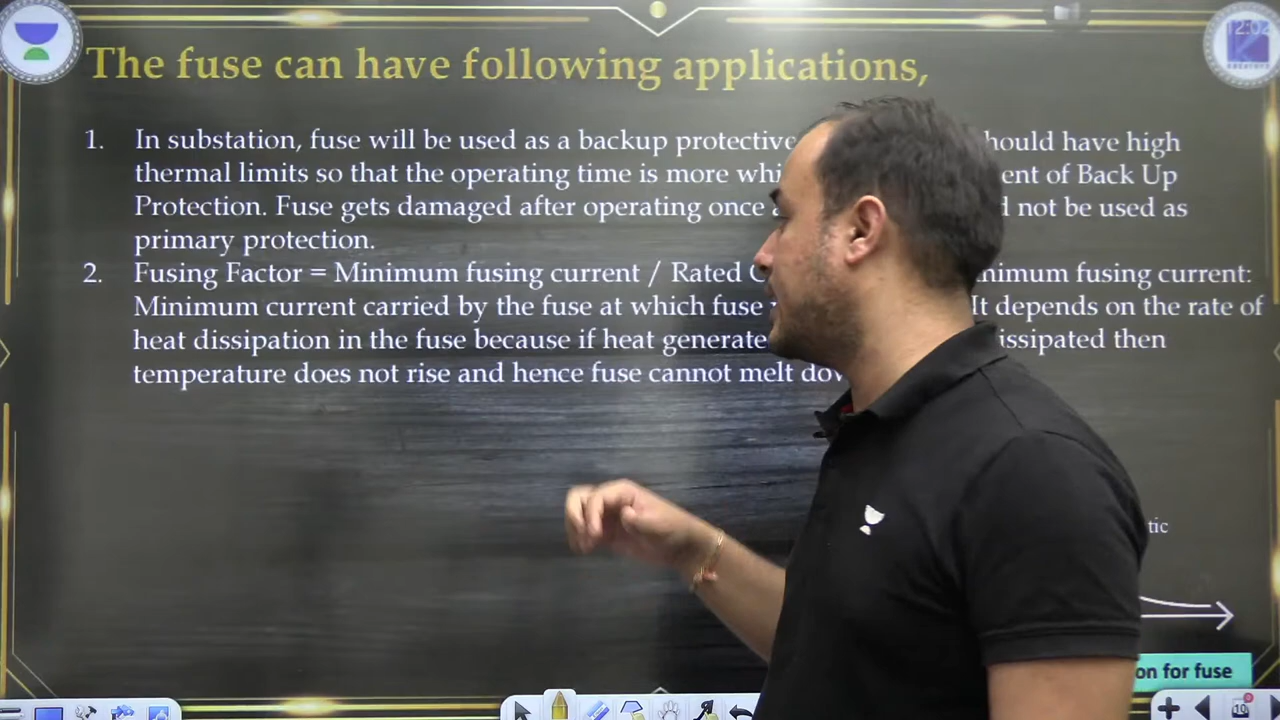 12:02
The fuse can have following applications,
1. In substation, fuse will be used as a backup protective hould have high
thermal limits so that the operating time is more whi ent of Back Up
Protection. Fuse gets damaged after operating once a d not be used as
primary protection.
2. Fusing Factor = Minimum fusing current / Rated C nimum fusing current:
Minimum current carried by the fuse at which fuse It depends on the rate of
heat dissipation in the fuse because if heat generate issipated then
temperature does not rise and hence fuse cannot melt dow
tic
on for fuse
10